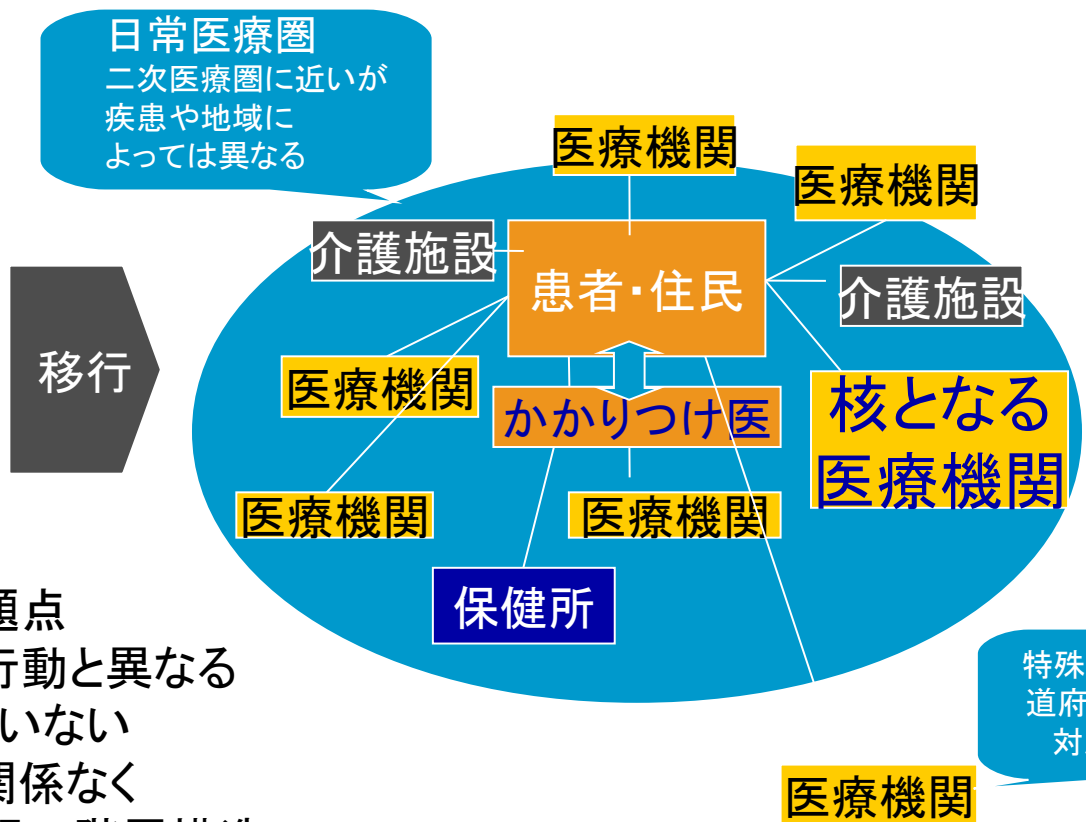 日常医療圏
二次医療圏に近いが
疾患や地域に
よっては異なる
医療機関
医療機関
介護施設
患者・住民
介護施設
移行
医療機関
かかりつけ医
核となる
医療機関
医療機関
医療機関
保健所
題点
行動と異なる
いない
関係なく
特殊
道府
対
医療機関